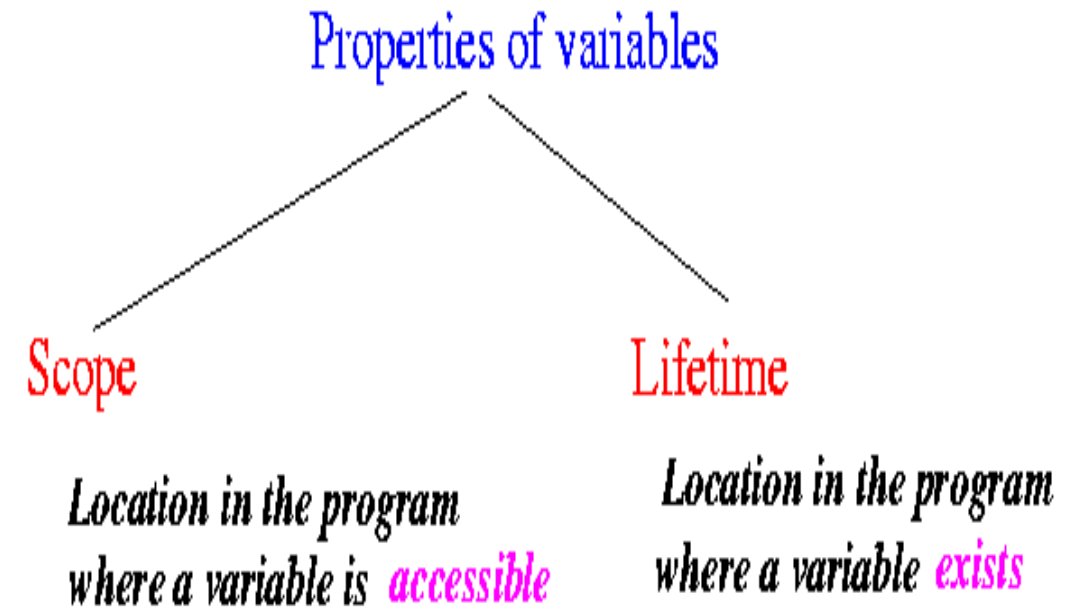 Properties of variables
Scope
Lifetime
Location in the program
where a variable is accessible
Location in the program
where a variable exists